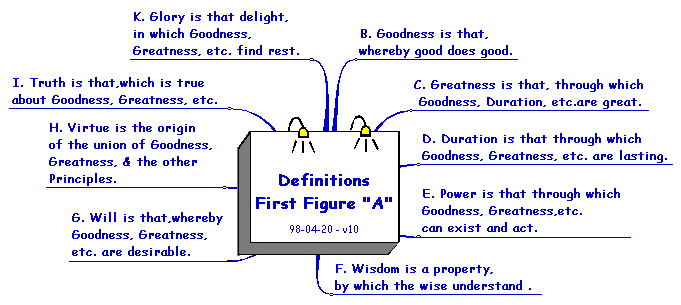 K. Glory is that delight,
in which Goodness,
Greatness, etc. find rest.
B. Goodness is that,
whereby good does good.
I. Truth is that,which is true
about Goodness, Greatness, etc.
C. Greatness is that, through which
Goodness, Duration, etc.are great.
H. Virtue is the origin
of the union of Goodness,
Greatness, & the other
Principles.
D. Duration is that through which
Goodness, Greatness, etc. are lasting.
Definitions
First Figure "A"
98-04-20 - v10
E. Power is that through which
Goodness, Greatness,etc.
can exist and act.
G. Will is that,whereby
Goodness, Greatness,
etc. are desirable.
F. Wisdom is a property,
by which the wise understand .